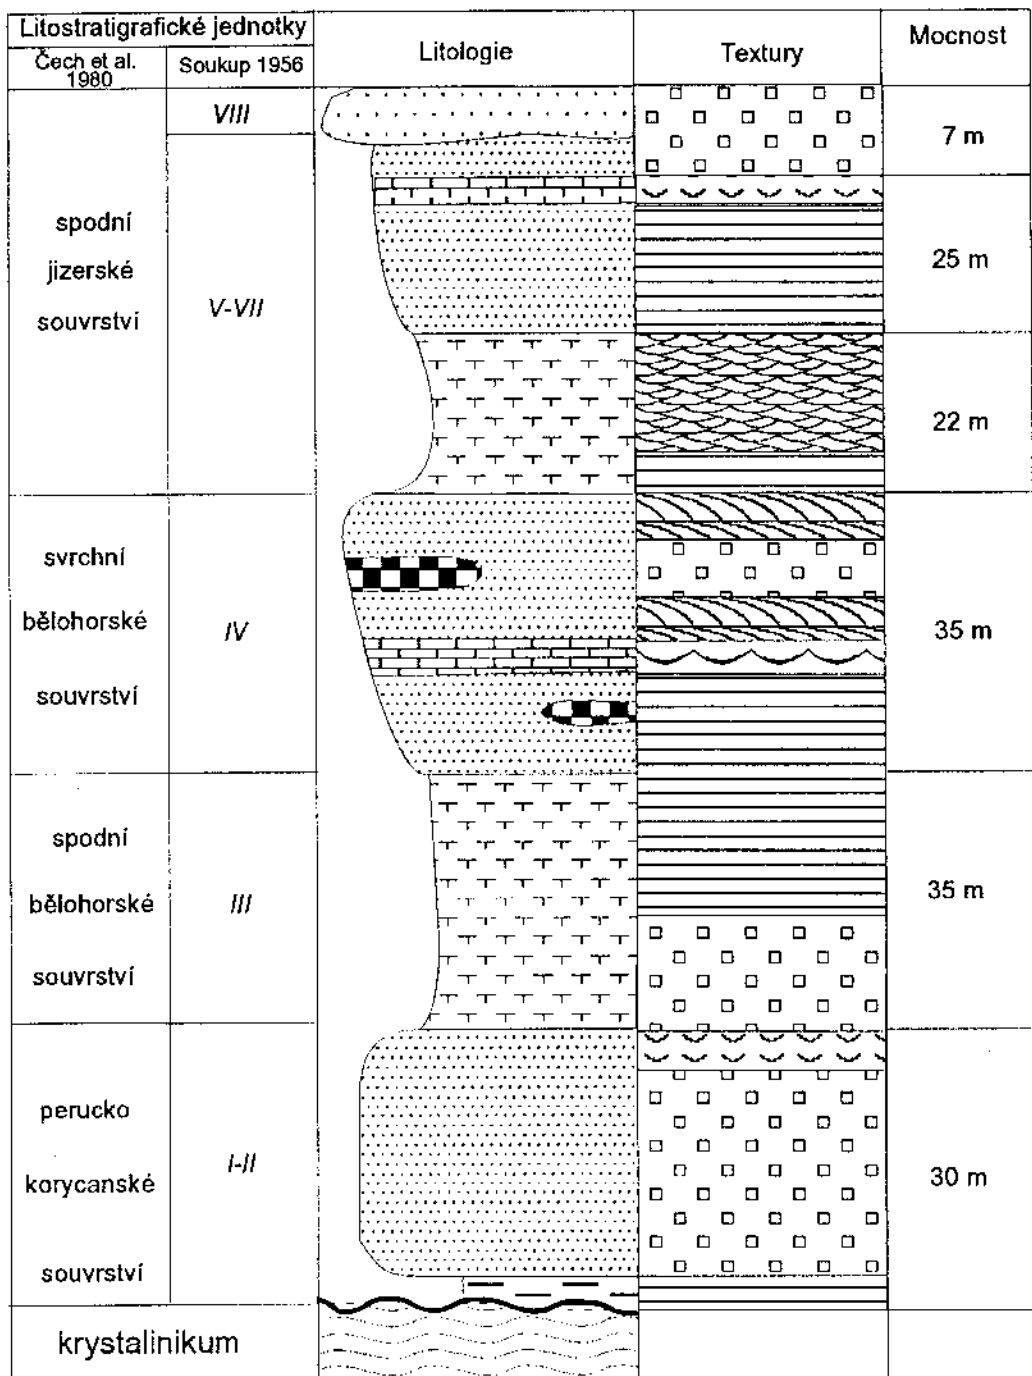 Litostratigrafické jednotky
Čech et al.
1980
Soukup 1956
Litologie
Textury
Mocnost
VIII
7 m
spodní
jizerské
souvrství
V-VII
25 m
22 m
svrchní
bělohorské
souvrství
IV
35 m
spodní
bělohorské
souvrství
III
35 m
perucko
korycanské
souvrství
I-II
30 m
krystalinikum